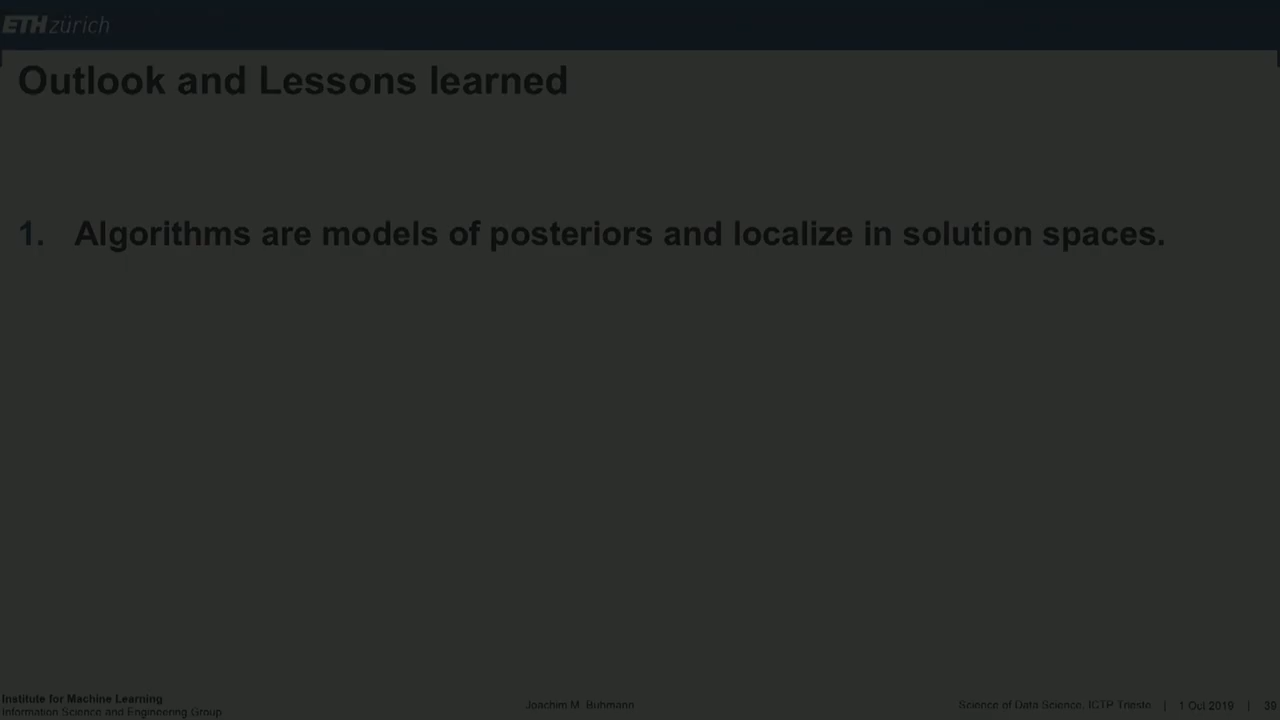 ETH zürich
Outlook and Lessons learned
1. Algorithms are models of posteriors and localize in solution spaces.
Institute for Machine Learning
Information Science and Engineering Group
Joachim M. Buhmann
Science of Data Science, ICTP Trieste | 1 Oct 2019 | 39